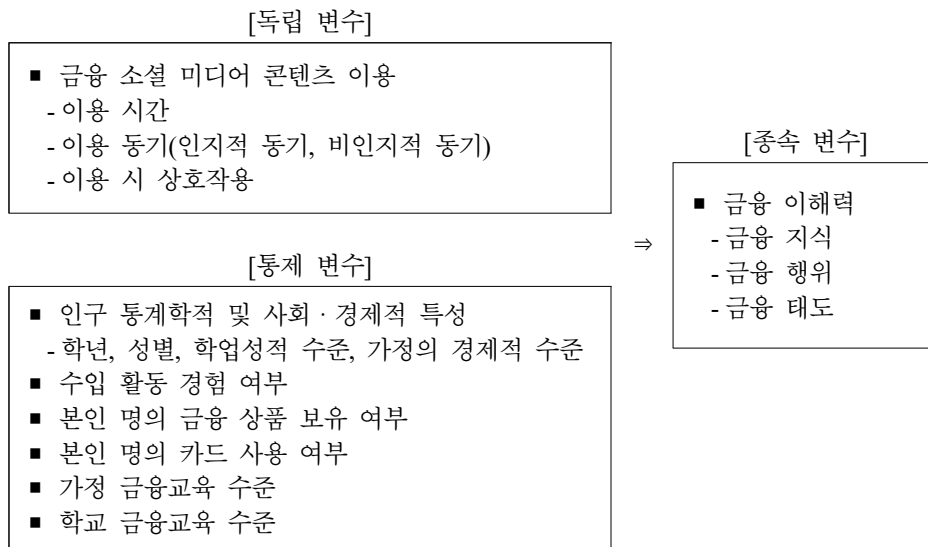 [독립 변수]
■ 금융 소셜 미디어 콘텐츠 이용
- 이용 시간
- 이용 동기(인지적 동기, 비인지적 동기)
- 이용 시 상호작용
[통제 변수]
■ 인구 통계학적 및 사회 · 경제적 특성
- 학년, 성별, 학업성적 수준, 가정의 경제적 수준
■ 수입 활동 경험 여부
■ 본인 명의 금융 상품 보유 여부
■ 본인 명의 카드 사용 여부
■ 가정 금융교육 수준
■ 학교 금융교육 수준
⇒
[종속 변수]
■ 금융 이해력
- 금융 지식
- 금융 행위
- 금융 태도